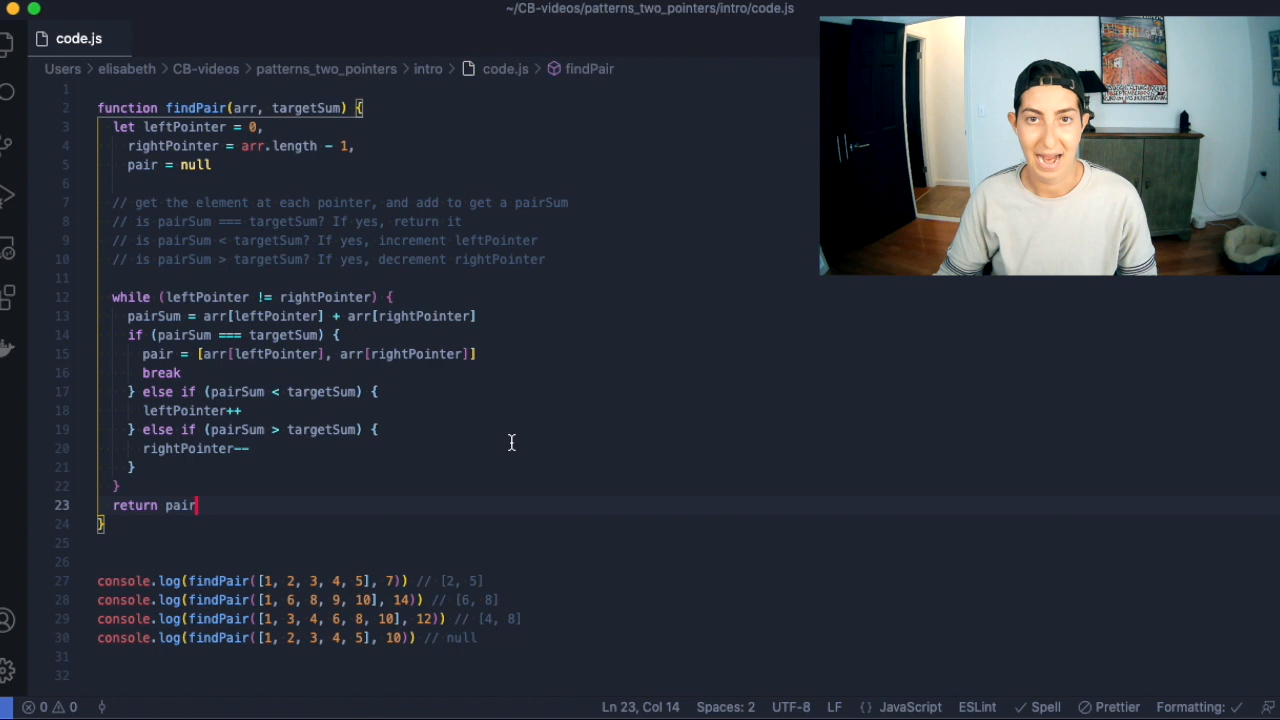 ~/CB-videos/patterns_two_pointers/intro/code.js
code.js
Users > elisabeth > CB-videos > patterns_two_pointers > intro > code.js > findPair
1
2 function findPair(arr, targetSum) {
3 let leftPointer = 0,
4 rightPointer = arr.length - 1,
5 pair = null
6
7 // get the element at each pointer, and add to get a pairSum
8 // is pairSum === targetSum? If yes, return it
9 // is pairSum < targetSum? If yes, increment leftPointer
10 // is pairSum > targetSum? If yes, decrement rightPointer
11
12 while (leftPointer != rightPointer) {
13 pairSum = arr[leftPointer] + arr[rightPointer]
14 if (pairSum === targetSum) {
15 pair = [arr[leftPointer], arr[rightPointer]]
16 break
17 } else if (pairSum < targetSum) {
18 leftPointer++
19 } else if (pairSum > targetSum) {
20 rightPointer--
21 }
22 }
23 return pair
24 }
25
26
27 console.log(findPair([1, 2, 3, 4, 5], 7)) // [2, 5]
28 console.log(findPair([1, 6, 8, 9, 10], 14)) // [6, 8]
29 console.log(findPair([1, 3, 4, 6, 8, 10], 12)) // [4, 8]
30 console.log(findPair([1, 2, 3, 4, 5], 10)) // null
31
32
0 0 Ln 23, Col 14 Spaces: 2 UTF-8 LF {} JavaScript ESLint Spell Prettier Formatting: